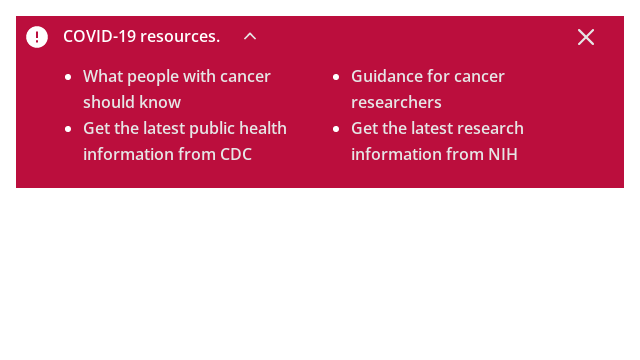 COVID-19 resources.
What people with cancer
should know
Get the latest public health
information from CDC
Guidance for cancer
researchers
Get the latest research
information from NIH